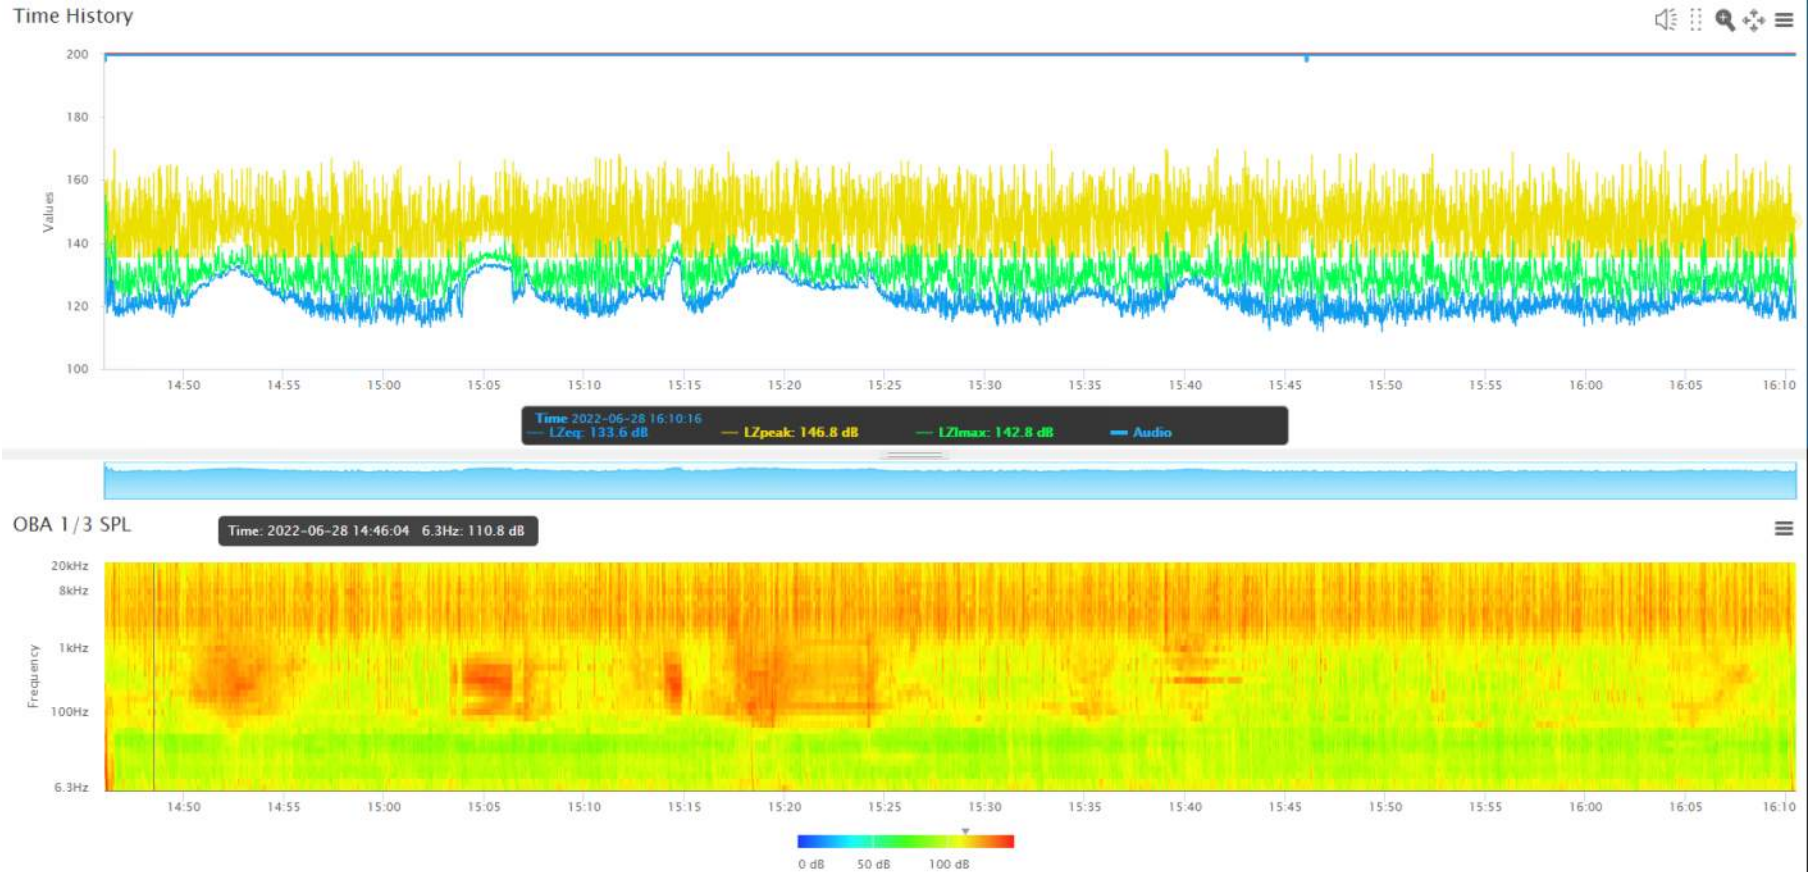 Time History
200
180
160
140
120
100
Values
14:50 14:55 15:00 15:05 15:10 15:15 15:20 15:25 15:30 15:35 15:40 15:45 15:50 15:55 16:00 16:05 16:10
Time 2022-06-28 16:10:16
LZeq: 133.6 dB LZpeak: 146.8 dB LZImax: 142.8 dB Audio
OBA 1/3 SPL
Time: 2022-06-28 14:46:04 6.3Hz: 110.8 dB
20kHz
8kHz
1kHz
100Hz
6.3Hz
Frequency
14:50 14:55 15:00 15:05 15:10 15:15 15:20 15:25 15:30 15:35 15:40 15:45 15:50 15:55 16:00 16:05 16:10
0 dB 50 dB 100 dB